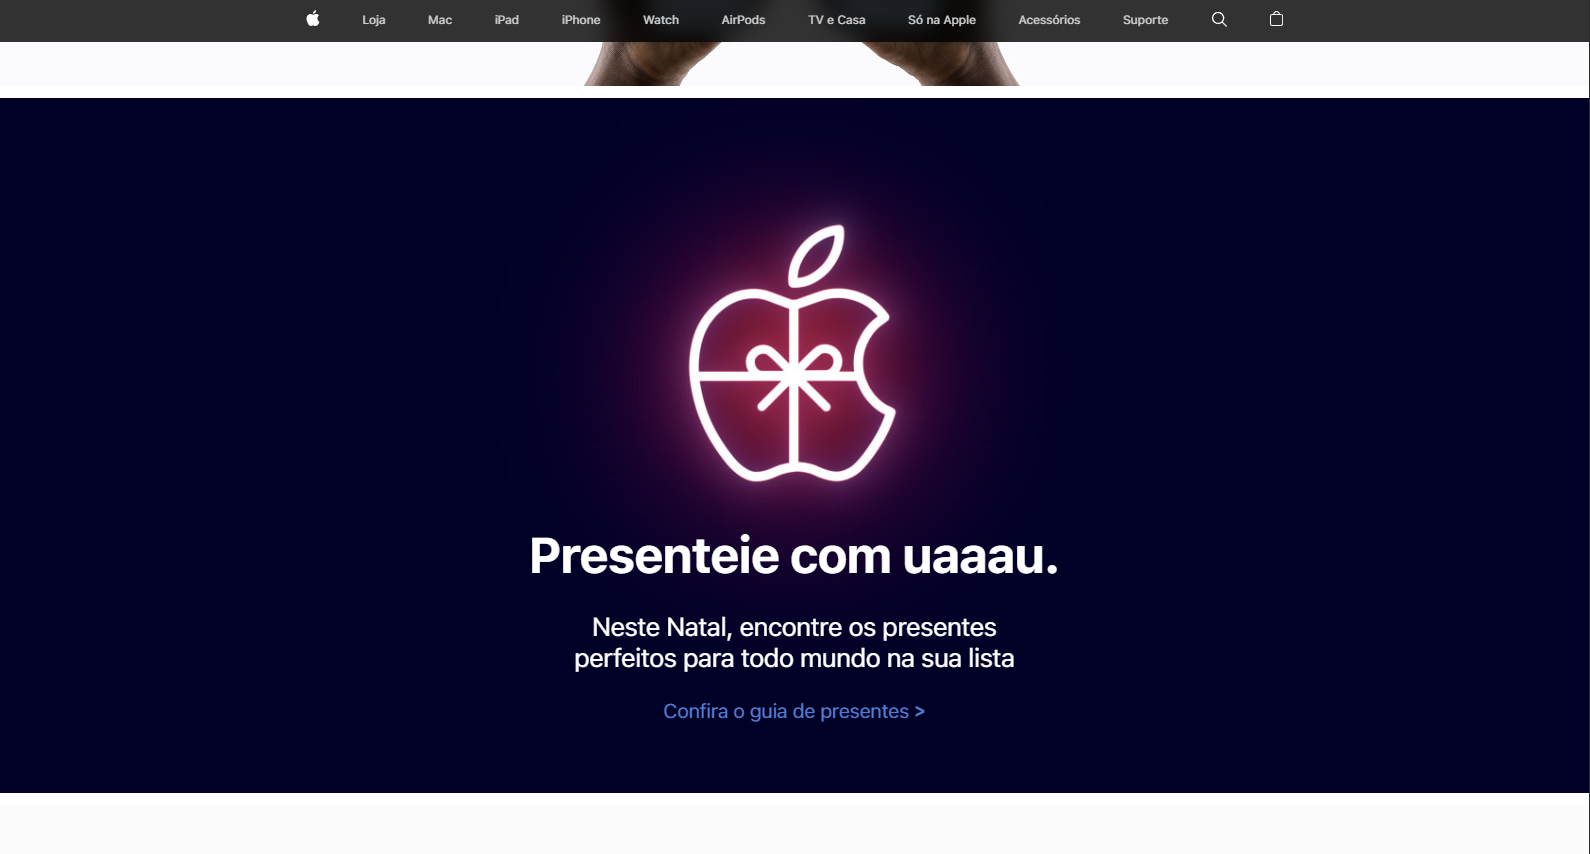 Loja Mac iPad iPhone Watch AirPods TV e Casa Só na Apple Acessórios Suporte
Presenteie com uaaau.
Neste Natal, encontre os presentes
perfeitos para todo mundo na sua lista
Confira o guia de presentes >